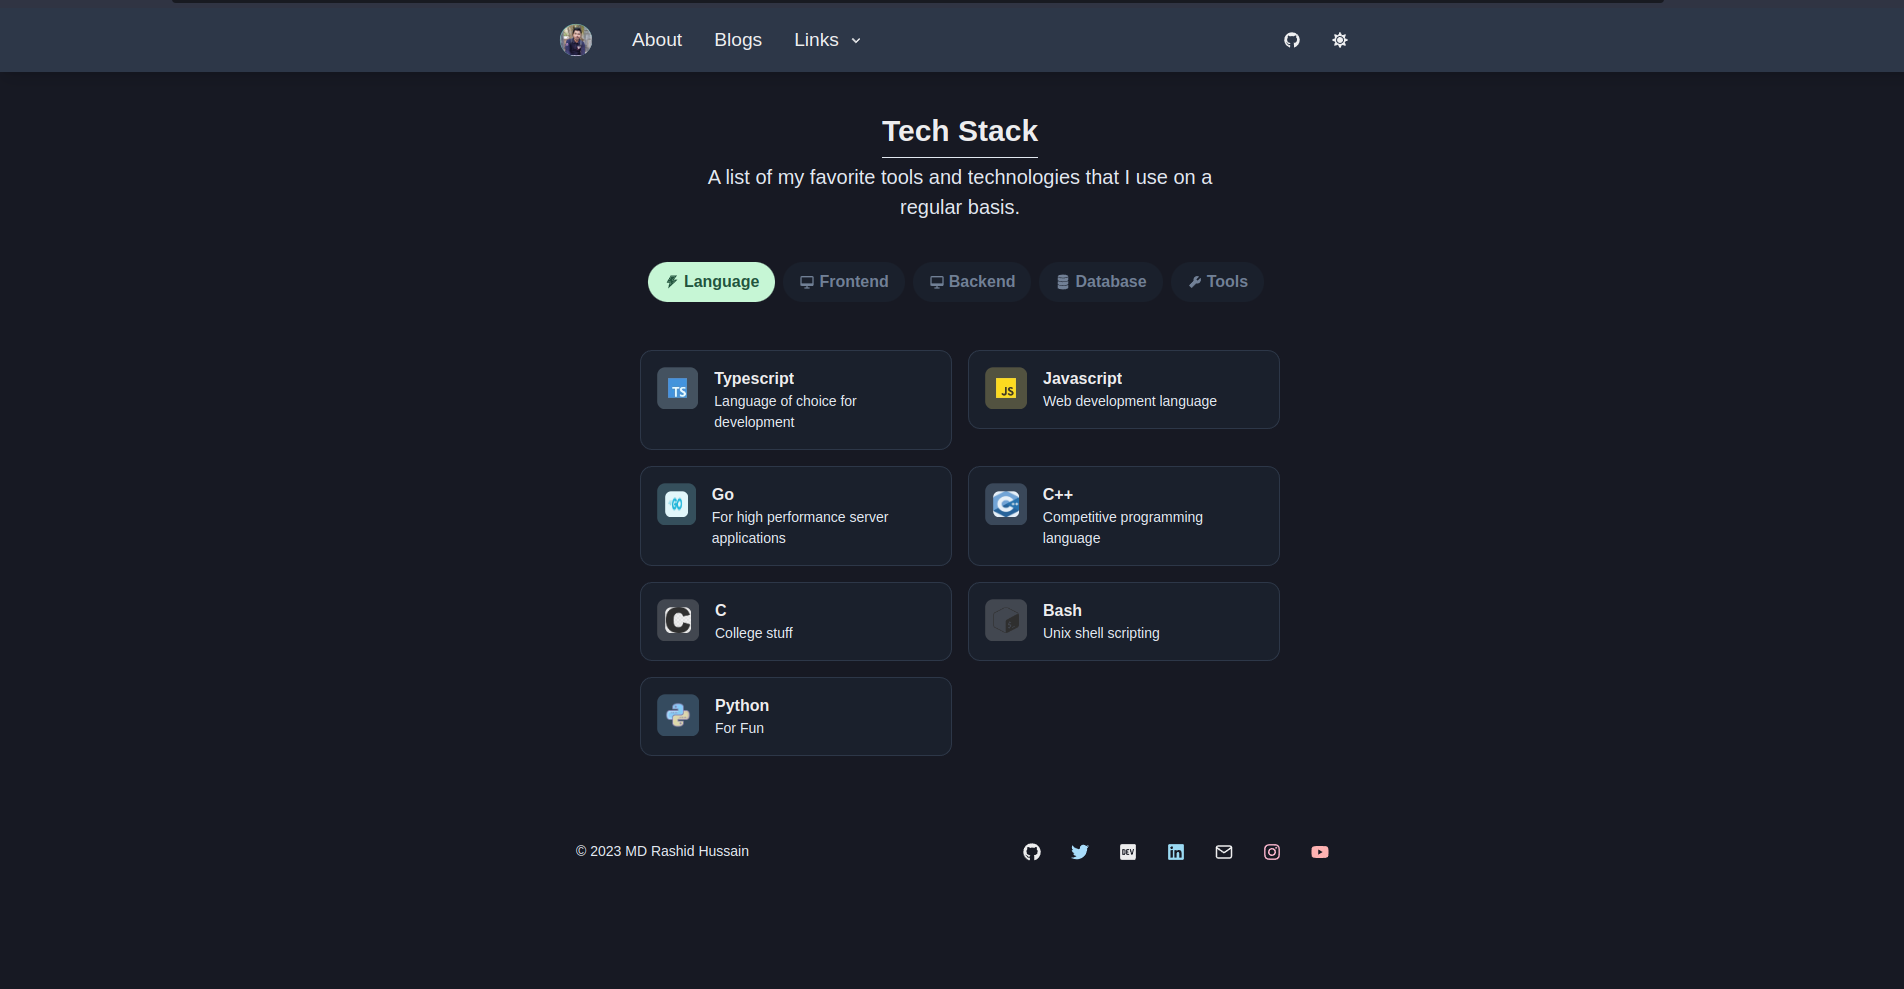 About Blogs Links
Tech Stack
A list of my favorite tools and technologies that I use on a
regular basis.
Language Frontend Backend Database Tools
TS
Typescript
Language of choice for
development
JS
Javascript
Web development language
GO
Go
For high performance server
applications
C
C++
Competitive programming
language
C
C
College stuff
Bash
Unix shell scripting
Python
For Fun
© 2023 MD Rashid Hussain
DEV
in